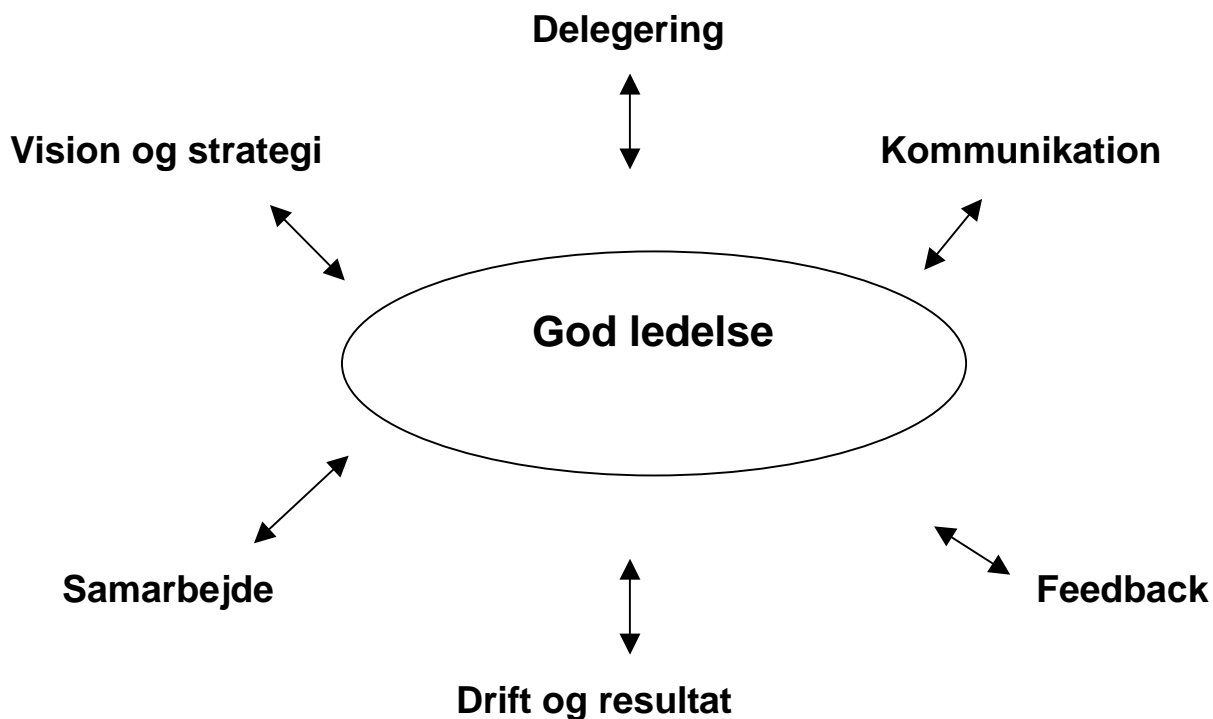 Delegering
Vision og strategi
Kommunikation
God ledelse
Samarbejde
Feedback
Drift og resultat